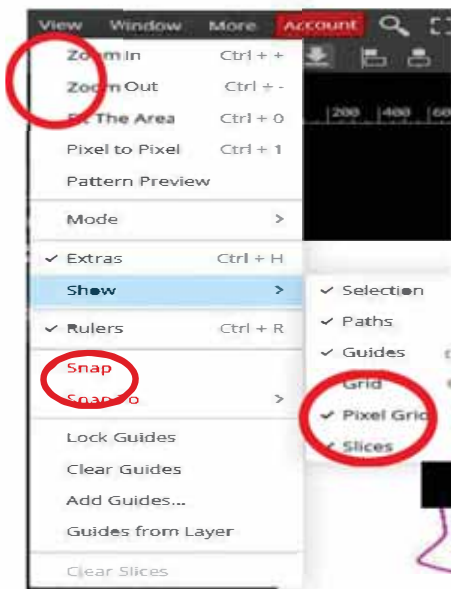 View Window More Account
Zoom In Ctrl + +
Zoom Out Ctrl + -
Fit The Area Ctrl + 0
200 400 600
Pixel to Pixel Ctrl + 1
Pattern Preview
Mode >
✓ Extras Ctrl + H
Show >
✓ Selection
✓ Rulers Ctrl + R
✓ Paths
✓ Guides
Snap
Grid
Snap To >
✓ Pixel Grid
Lock Guides
✓ Slices
Clear Guides
Add Guides...
Guides from Layer
Clear Slices